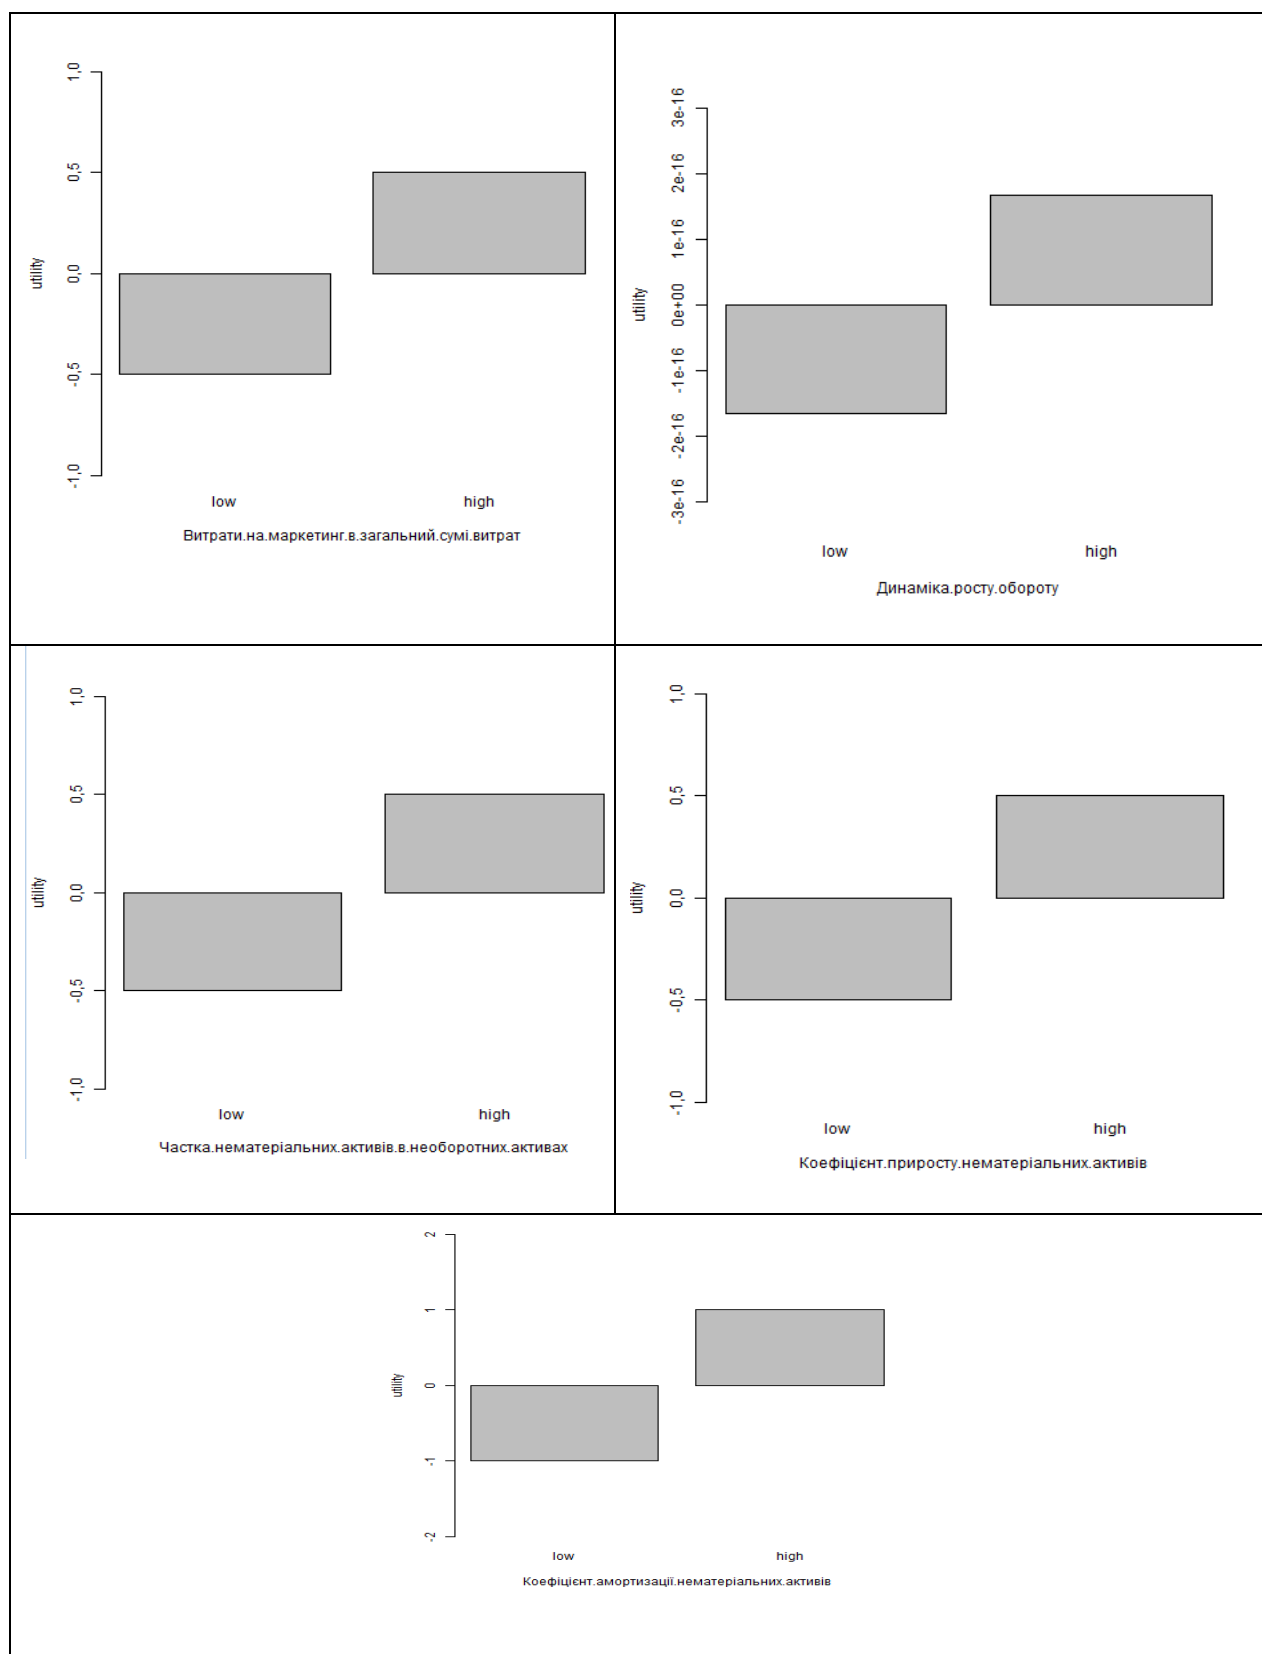 utility
1,0
0,5
0,0
-0,5
-1,0
low high
Витрати.на.маркетинг.в.загальний.сумі.витрат
utility
3e-16
2e-16
1e-16
0e+00
-1e-16
-2e-16
-3e-16
low high
Динаміка.росту.обороту
utility
1,0
0,5
0,0
-0,5
-1,0
low high
Частка.нематеріальних.активів.в.необоротних.активах
utility
1,0
0,5
0,0
-0,5
-1,0
low high
Коефіцієнт.приросту.нематеріальних.активів
utility
2
1
0
-1
-2
low high
Коефіцієнт.амортизації.нематеріальних.активів